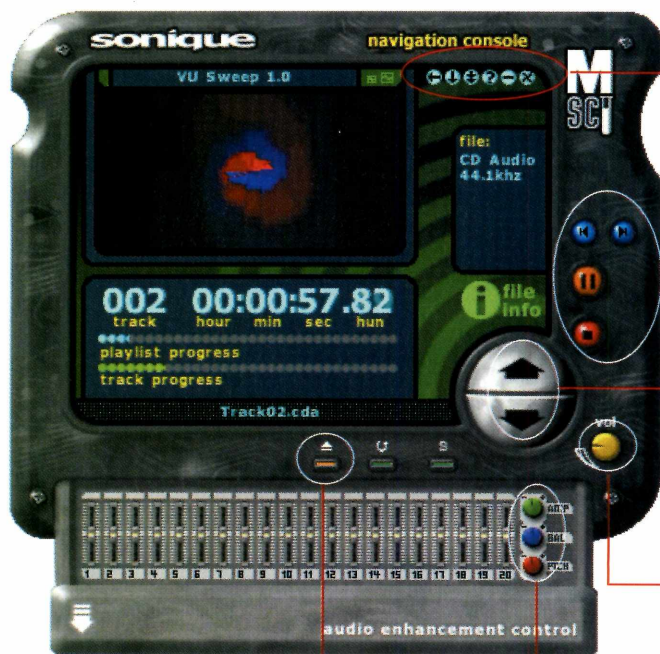 sonique
navigation console
M
SCI
VU Sweep 1.0
file:
CD Audio
44.1khz
002 00:00:57.82
track hour min sec hun
playlist progress
track progress
i file
info
Track02.cda
vol
S
AMP
BAL
PTCH
1 2 3 4 5 6 7 8 9 10 11 12 13 14 15 16 17 18 19 20
audio enhancement control